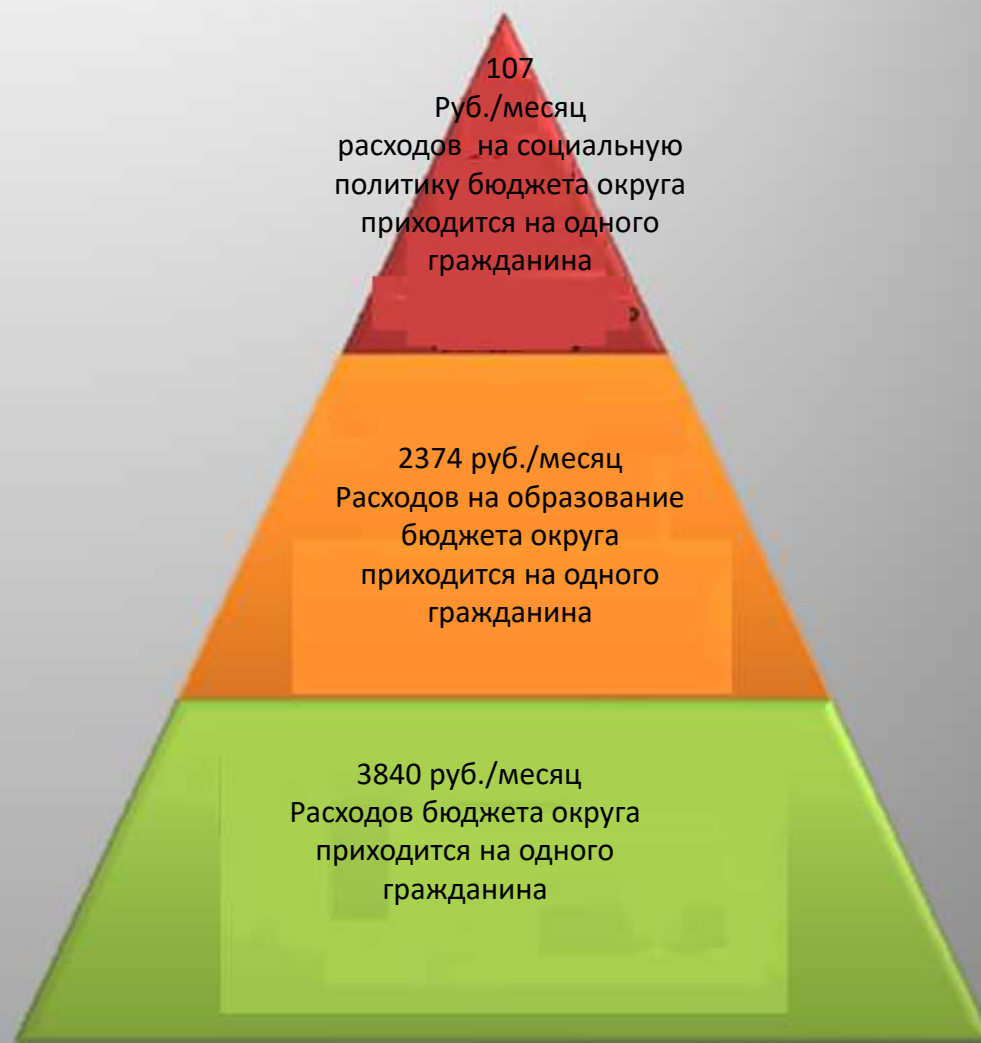 107
Руб./месяц
расходов на социальную
политику бюджета округа
приходится на одного
гражданина
2374 руб./месяц
Расходов на образование
бюджета округа
приходится на одного
гражданина
3840 руб./месяц
Расходов бюджета округа
приходится на одного
гражданина